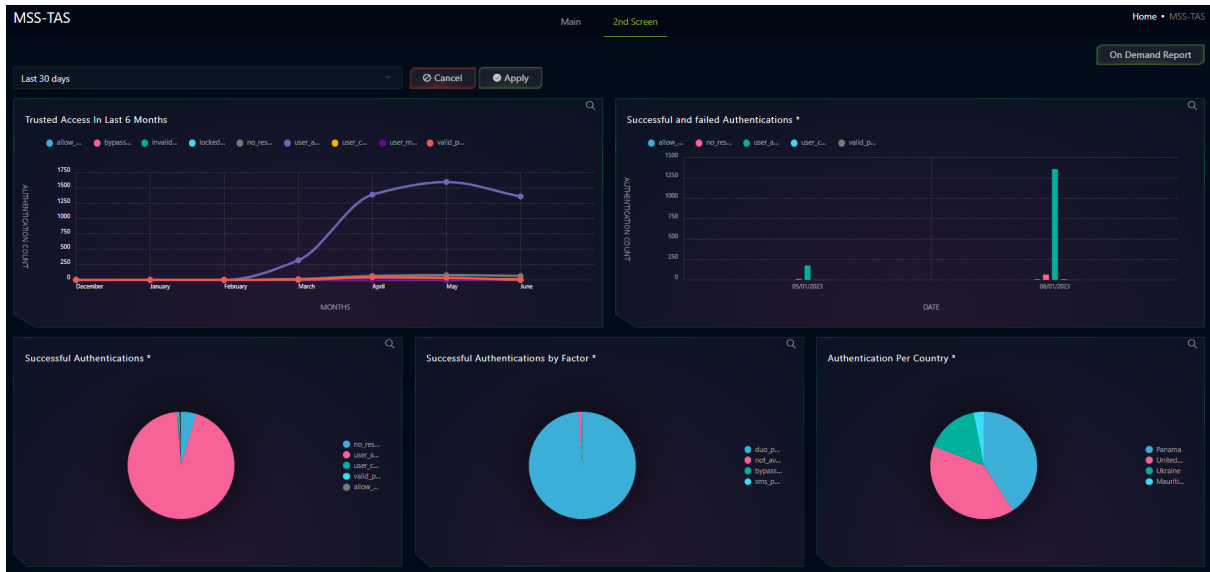 MSS-TAS
Main
2nd Screen
Home • MSS-TAS
On Demand Report
Last 30 days
Cancel
Apply
Trusted Access In Last 6 Months
allow_...
bypass...
invalid...
locked...
no_res...
user_a...
user_c...
user_m...
valid_p...
AUTHENTICATION COUNT
1750
1500
1250
1000
750
500
250
0
December
January
February
March
April
May
June
MONTHS
Successful and failed Authentications *
allow_...
no_res...
user_a...
user_c...
valid_p...
AUTHENTICATION COUNT
1500
1250
1000
750
500
250
0
05/01/2023
06/01/2023
DATE
Successful Authentications *
no_res...
user_a...
user_c...
valid_p...
allow_...
Successful Authentications by Factor *
duo_p...
not_av...
bypass...
sms_p...
Authentication Per Country *
Panama
United...
Ukraine
Mauriti...